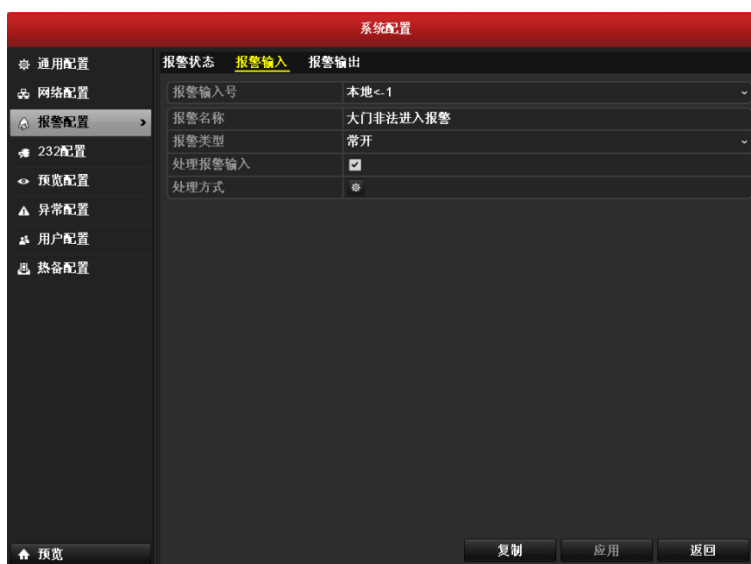 系统配置
通用配置
网络配置
报警配置
232配置
预览配置
异常配置
用户配置
热备配置
预览
报警状态 报警输入 报警输出
报警输入号 本地<-1
报警名称 大门非法进入报警
报警类型 常开
处理报警输入
处理方式
复制 应用 返回